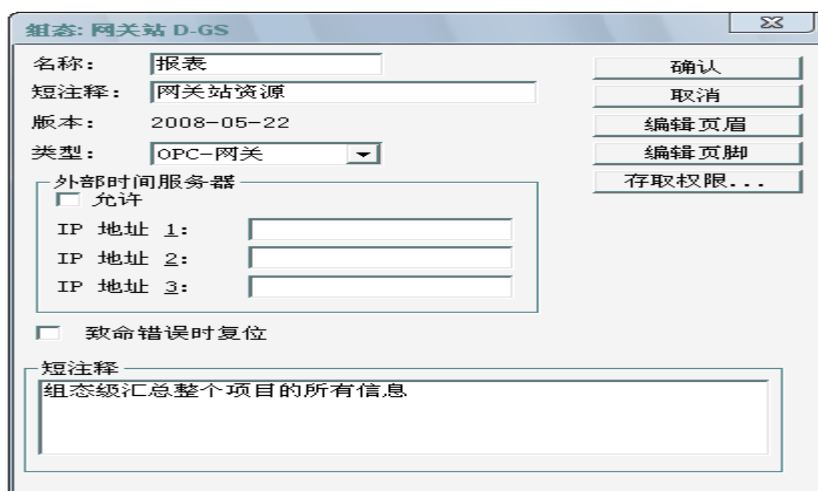 组态: 网关站 D-GS
名称: 报表
短注释: 网关站资源
版本: 2008-05-22
类型: OPC-网关
外部时间服务器
允许
IP 地址 1:
IP 地址 2:
IP 地址 3:
致命错误时复位
短注释
组态级汇总整个项目的所有信息
确认
取消
编辑页眉
编辑页脚
存取权限...